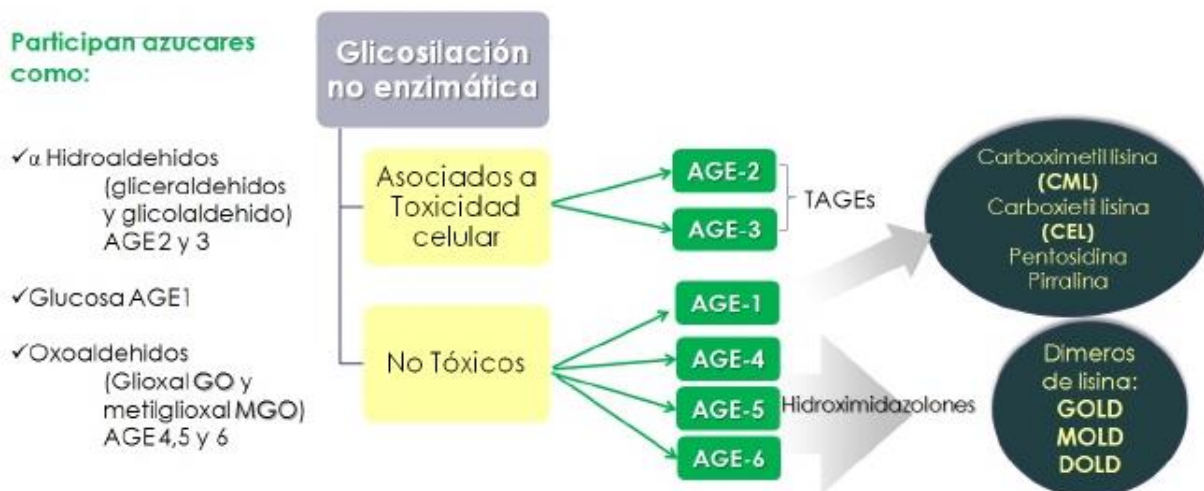 Participan azucares
como:
✓α Hidroaldehidos
(gliceraldehidos
y glicolaldehido)
AGE 2 y 3
✓Glucosa AGE1
✓Oxoaldehidos
(Glioxal GO y
metilglioxal MGO)
AGE 4,5 y 6
Glicosilación
no enzimática
Asociados a
Toxicidad
celular
No Tóxicos
AGE-2
AGE-3
TAGEs
AGE-1
AGE-4
AGE-5
AGE-6
Hidroximidazolones
Carboximetil lisina
(CML)
Carboxietil lisina
(CEL)
Pentosidina
Pirralina
Dímeros
de lisina:
GOLD
MOLD
DOLD